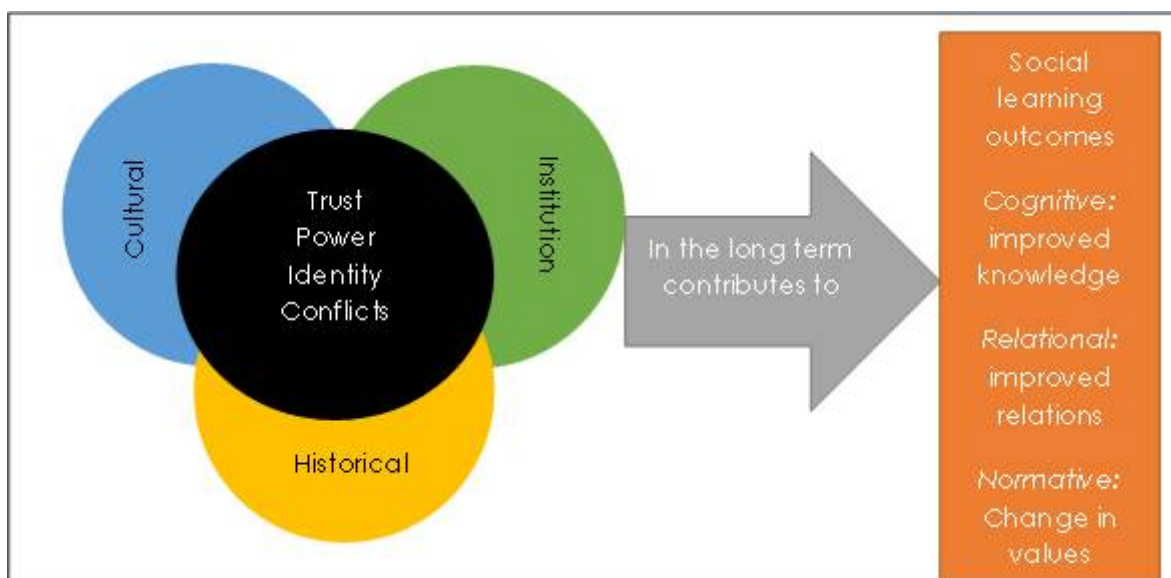 Cultural
Trust
Power
Identity
Conflicts
Institution
Historical
In the long term
contributes to
Social
learning
outcomes
Cognitive:
improved
knowledge
Relational:
improved
relations
Normative:
Change in
values